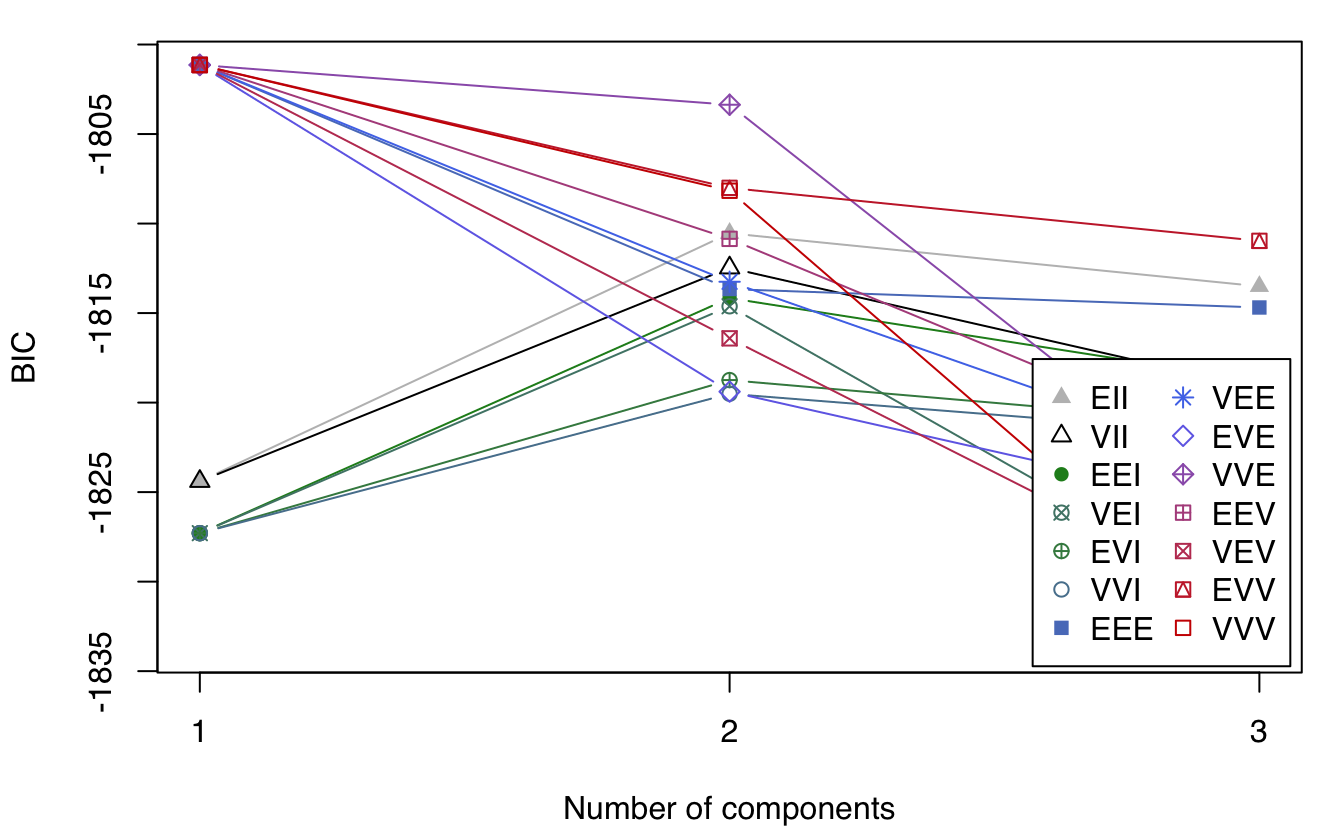 BIC
-1805
-1815
-1825
-1835
EII VEE
VII EVE
EEI VVE
VEI EEV
EVI VEV
VVI EVV
EEE VVV
1 2 3
Number of components